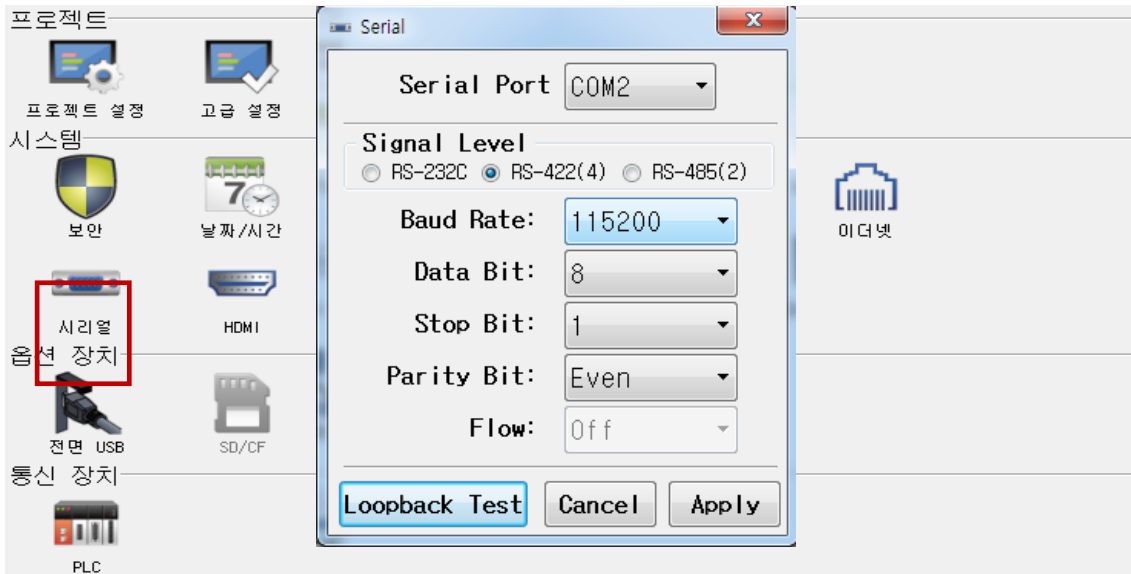 프로젝트
프로젝트 설정
고급 설정
시스템
보안
7
날짜/시간
이더넷
시리얼
HDMI
옵션 장치
전면 USB
SD/CF
통신 장치
PLC
Serial
Serial Port COM2
Signal Level
RS-232C RS-422(4) RS-485(2)
Baud Rate: 115200
Data Bit: 8
Stop Bit: 1
Parity Bit: Even
Flow: Off
Loopback Test Cancel Apply